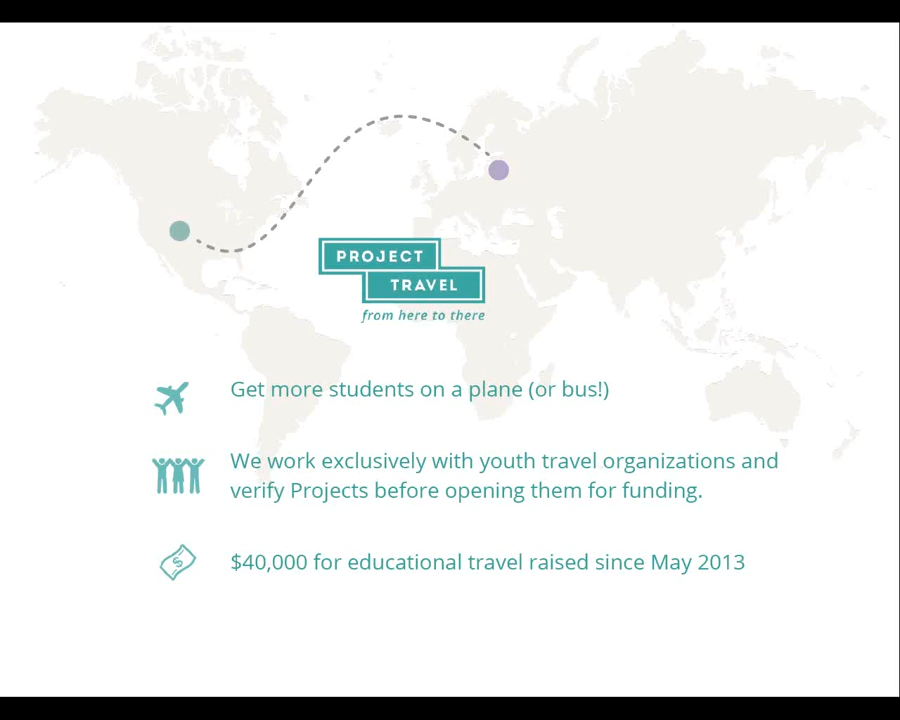 PROJECT
TRAVEL
from here to there
Get more students on a plane (or bus!)
We work exclusively with youth travel organizations and
verify Projects before opening them for funding.
$
$40,000 for educational travel raised since May 2013